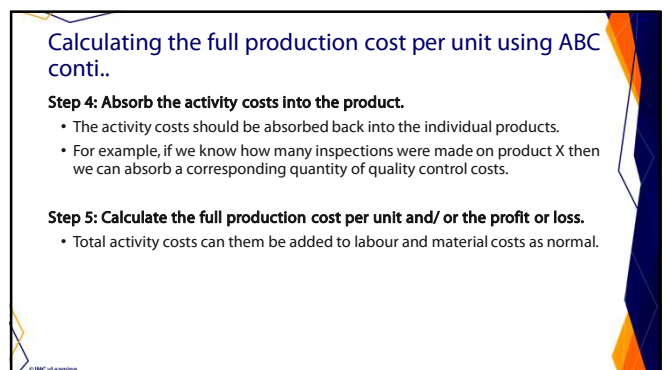 Calculating the full production cost per unit using ABC
conti..
Step 4: Absorb the activity costs into the product.
• The activity costs should be absorbed back into the individual products.
• For example, if we know how many inspections were made on product X then
we can absorb a corresponding quantity of quality control costs.
Step 5: Calculate the full production cost per unit and/ or the profit or loss.
• Total activity costs can them be added to labour and material costs as normal.